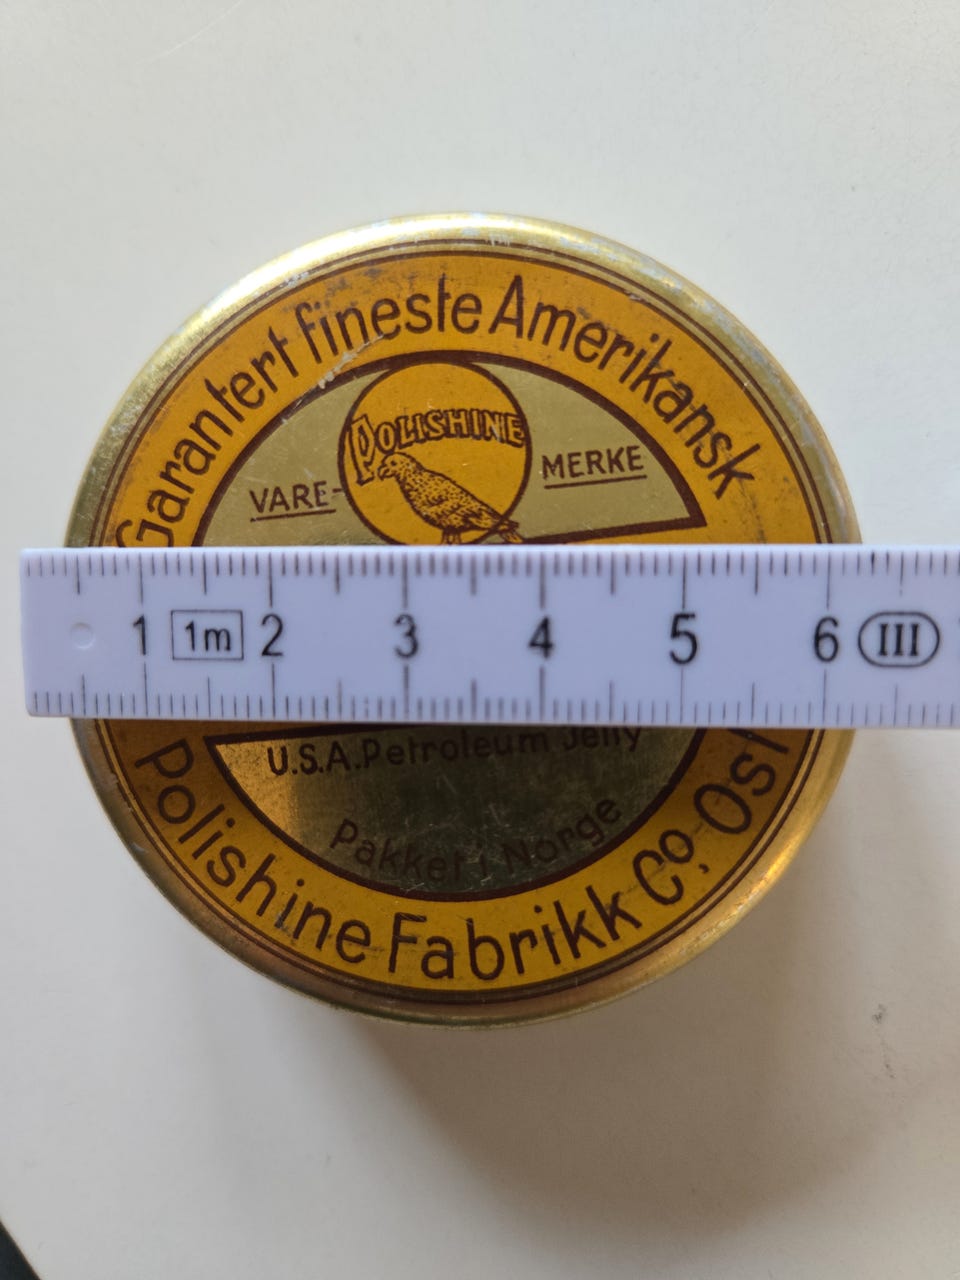 Garantert fineste Amerikansk
POLISHINE
VARE-
MERKE
1 1m 2 3 4 5 6 III
U.S.A. Petroleum Jelly
Pakket i Norge
Polishine Fabrikk Co.